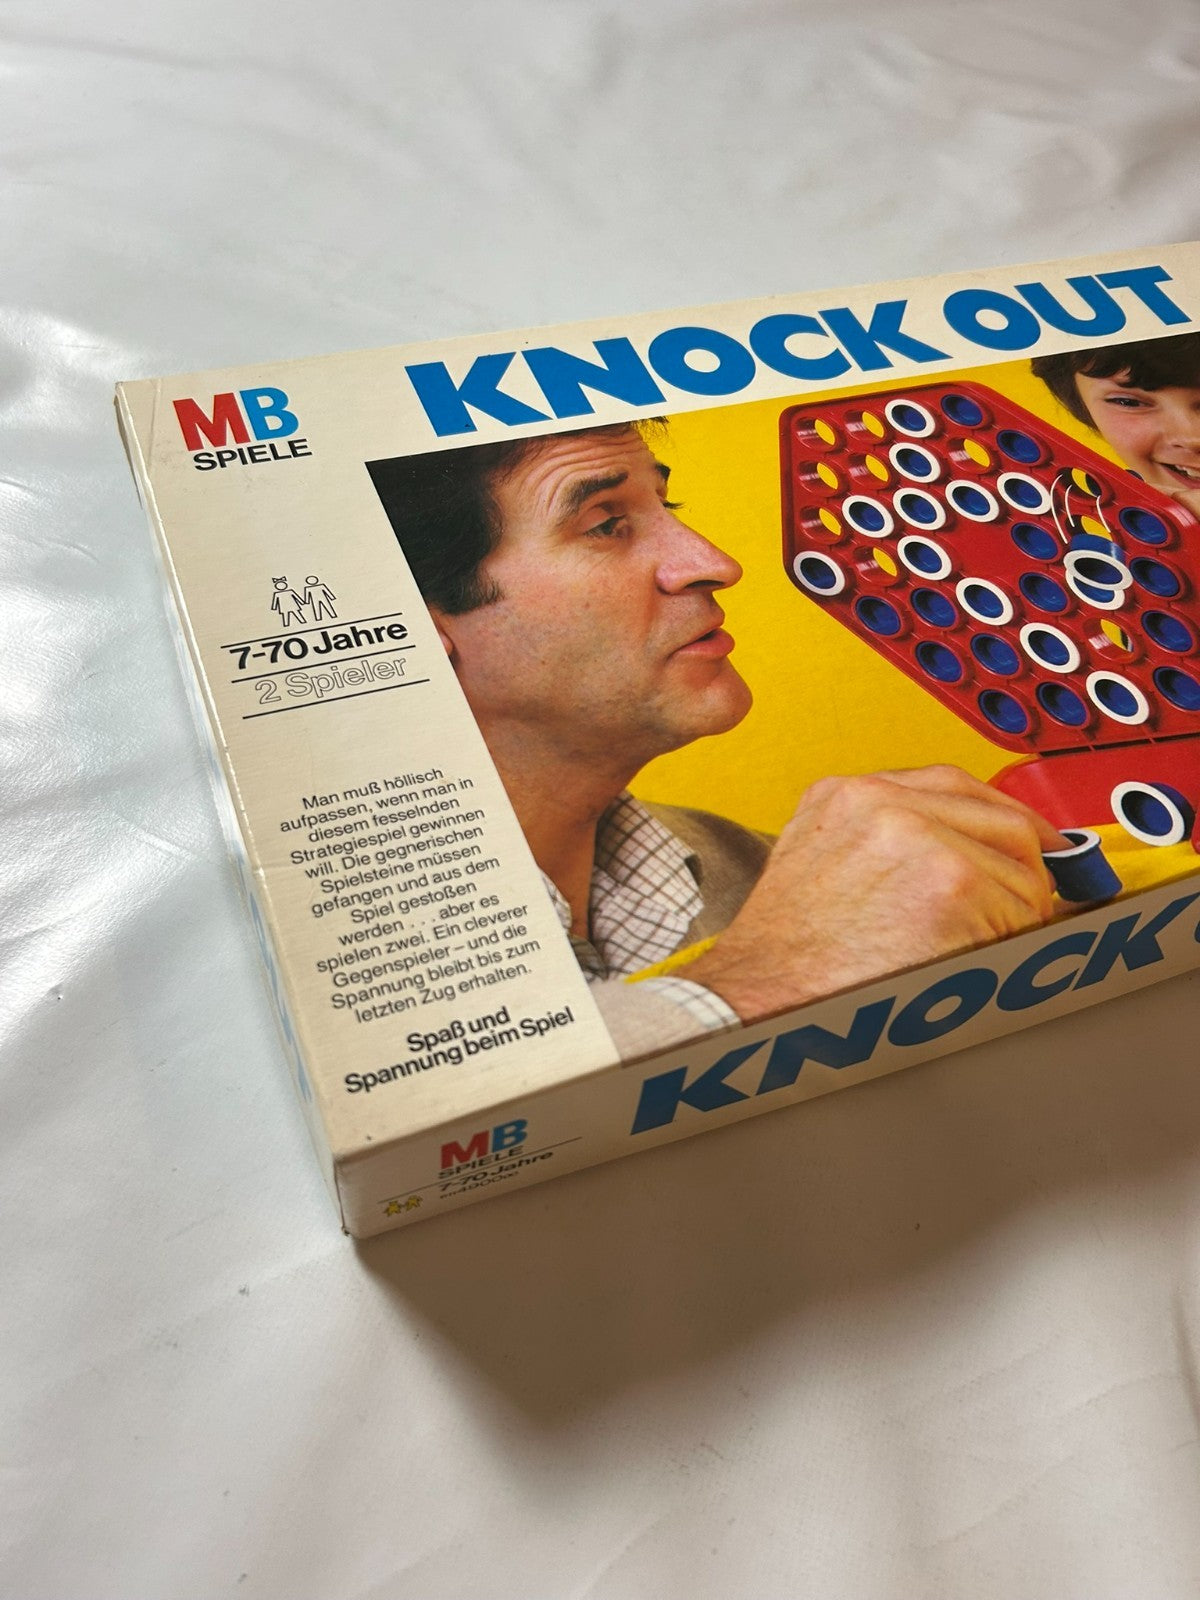 KNOCK OUT
MB
SPIELE
7-70 Jahre
2 Spieler
Man muß höllisch
aufpassen, wenn man in
diesem fesselnden
Strategiespiel gewinnen
will. Die gegnerischen
Spielsteine müssen
gefangen und aus dem
Spiel gestoßen
werden . . . aber es
spielen zwei. Ein cleverer
Gegenspieler – und die
Spannung bleibt bis zum
letzten Zug erhalten.
Spaß und
Spannung beim Spiel
KNOCK
MB
SPIELE
7-70 Jahre